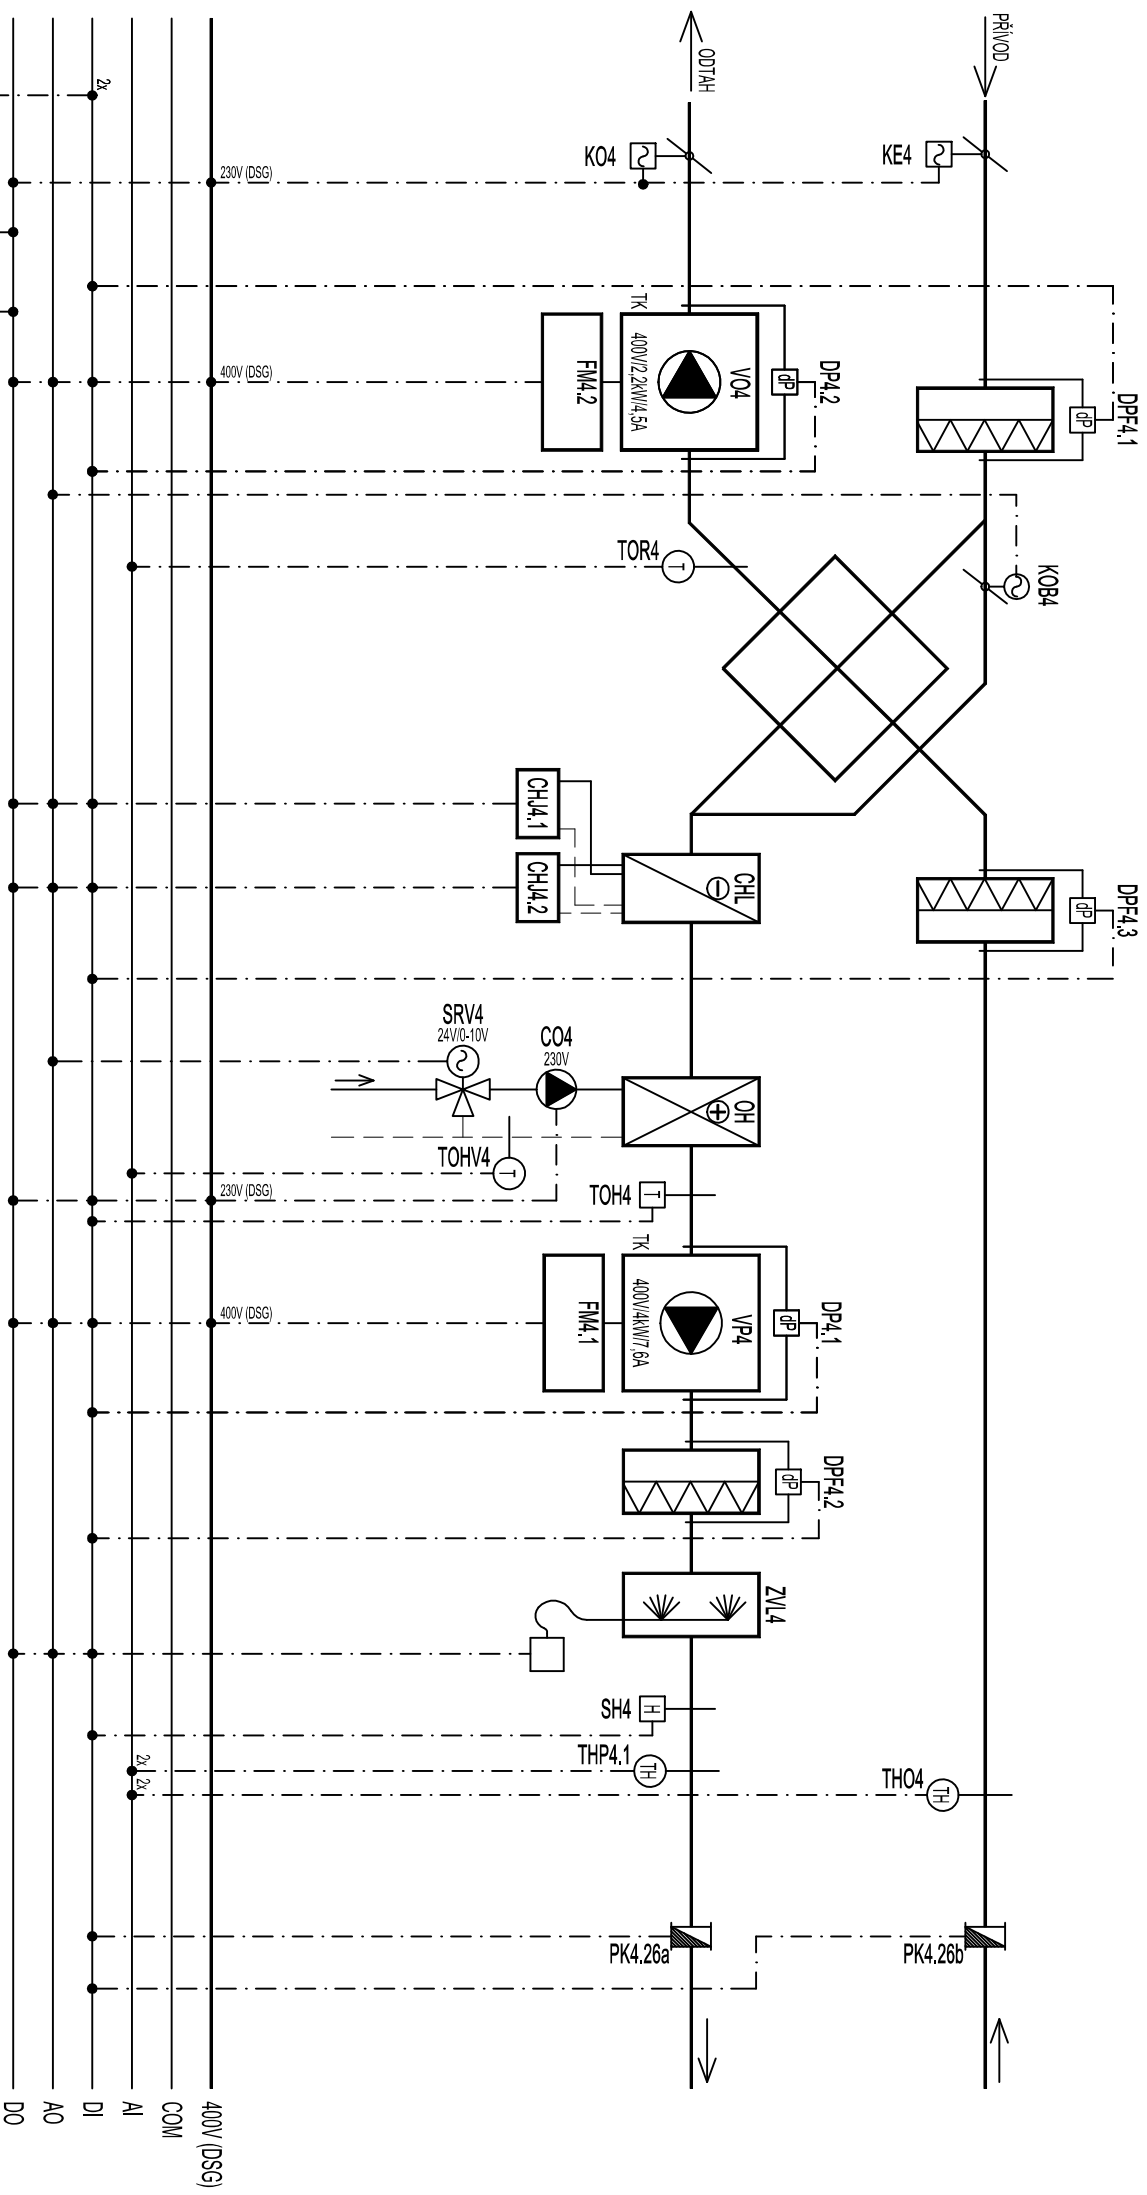 PŘÍVOD
ODTAH
2x
KO4
KE4
230V (DSG)
TK
400V/2,2kW/4,5A
VO4
FM4.2
DP4.2
dP
DPF4.1
dP
400V (DSG)
TOR4
T
KOB4
CHJ4.1
CHJ4.2
CHL
DPF4.3
dP
SRV4
24V/0-10V
CO4
230V
OH
TOHV4
T
TOH4
T
230V (DSG)
TK
400V/4kW/7,6A
VP4
FM4.1
DP4.1
dP
400V (DSG)
DPF4.2
dP
ZVL4
SH4
H
THP4.1
TH
THO4
TH
2x
2x
PK4.26a
PK4.26b
400V (DSG)
COM
AI
DI
AO
DO